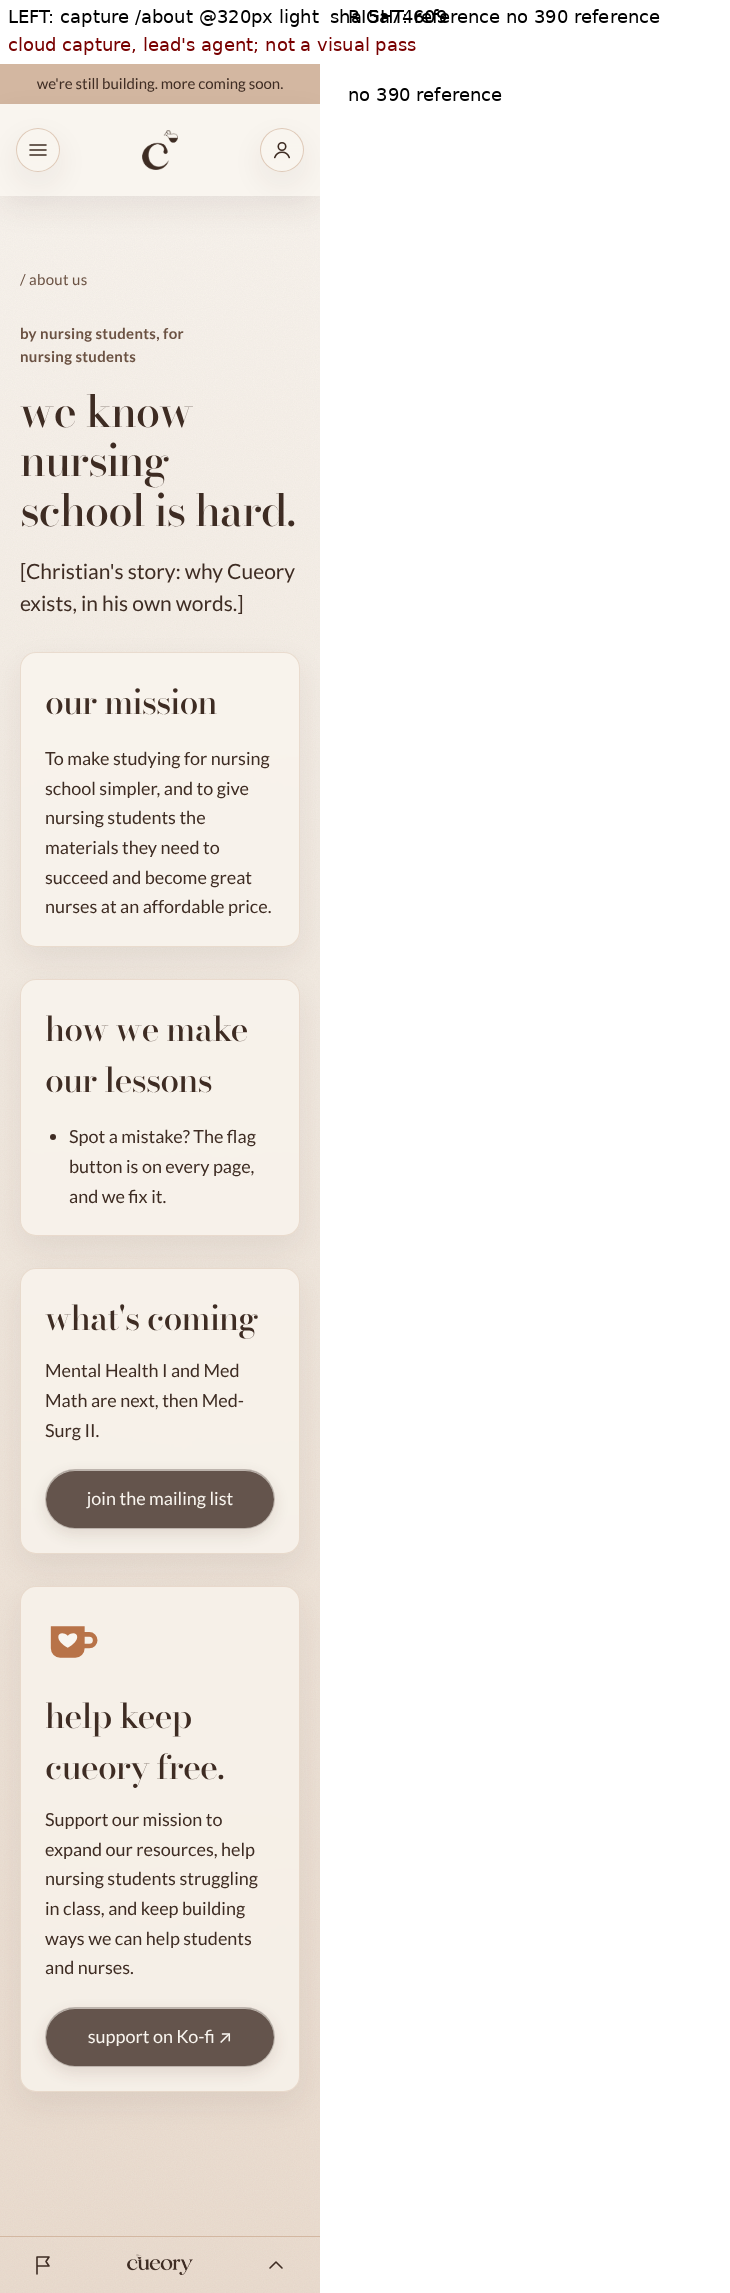 LEFT: capture /about @320px light
RIGHT: reference no 390 reference
cloud capture, lead's agent; not a visual pass
no 390 reference
we're still building. more coming soon.
c
/ about us
by nursing students, for
nursing students
we know
nursing
school is hard.
[Christian's story: why Cueory
exists, in his own words.]
our mission
To make studying for nursing
school simpler, and to give
nursing students the
materials they need to
succeed and become great
nurses at an affordable price.
how we make
our lessons
• Spot a mistake? The flag
button is on every page,
and we fix it.
what's coming
Mental Health I and Med
Math are next, then Med-
Surg II.
join the mailing list
help keep
cueory free.
Support our mission to
expand our resources, help
nursing students struggling
in class, and keep building
ways we can help students
and nurses.
support on Ko-fi ↗
cueory